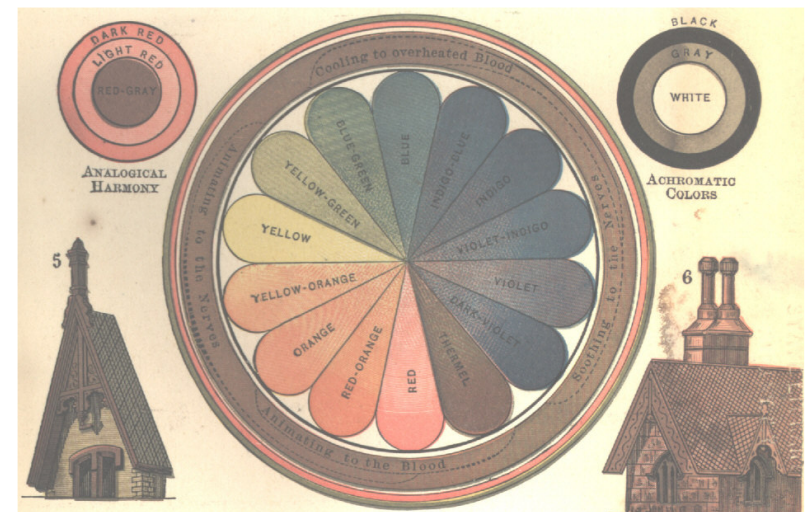 DARK RED
LIGHT RED
RED-GRAY
ANALOGICAL
HARMONY
BLACK
GRAY
WHITE
ACHROMATIC
COLORS
Cooling to overheated Blood
Soothing to the Nerves
Animating to the Blood
Animating to the Nerves
BLUE
INDIGO-BLUE
INDIGO
VIOLET-INDIGO
VIOLET
DARK-VIOLET
THERMEL
RED
RED-ORANGE
ORANGE
YELLOW-ORANGE
YELLOW
YELLOW-GREEN
BLUE-GREEN
5
6